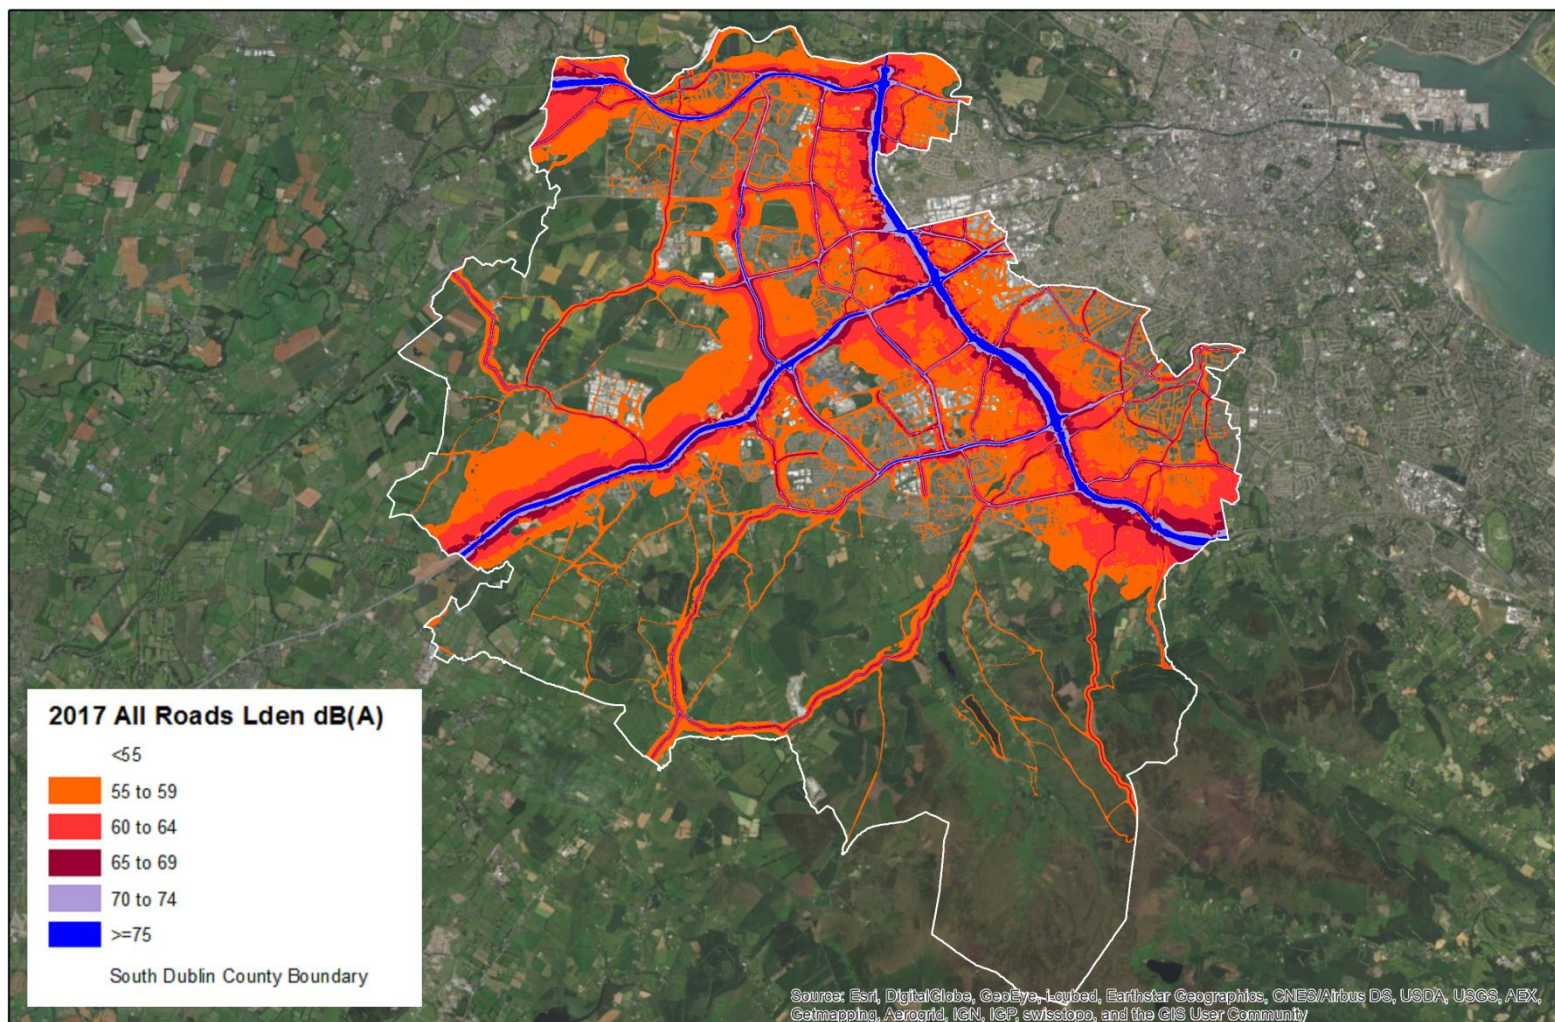 2017 All Roads Lden dB(A)
<55
55 to 59
60 to 64
65 to 69
70 to 74
>=75
South Dublin County Boundary
Source: Esri, DigitalGlobe, GeoEye, i-cubed, Earthstar Geographics, CNES/Airbus DS, USDA, USGS, AEX,
Getmapping, Aerogrid, IGN, IGP, swisstopo, and the GIS User Community